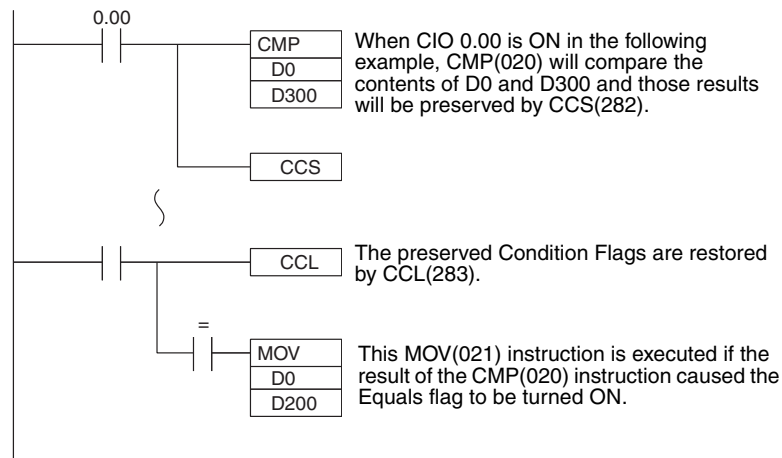 0.00
CMP
D0
D300
When CIO 0.00 is ON in the following
example, CMP(020) will compare the
contents of D0 and D300 and those results
will be preserved by CCS(282).
CCS
CCL
The preserved Condition Flags are restored
by CCL(283).
=
MOV
D0
D200
This MOV(021) instruction is executed if the
result of the CMP(020) instruction caused the
Equals flag to be turned ON.